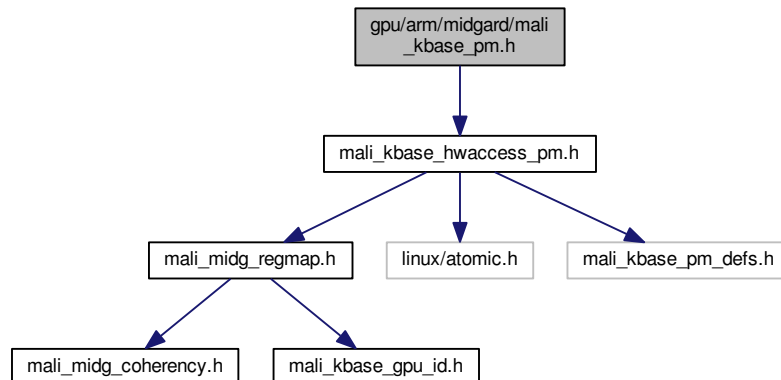 gpu/arm/midgard/mali
_kbase_pm.h
mali_kbase_hwaccess_pm.h
mali_midg_regmap.h
linux/atomic.h
mali_kbase_pm_defs.h
mali_midg_coherency.h
mali_kbase_gpu_id.h